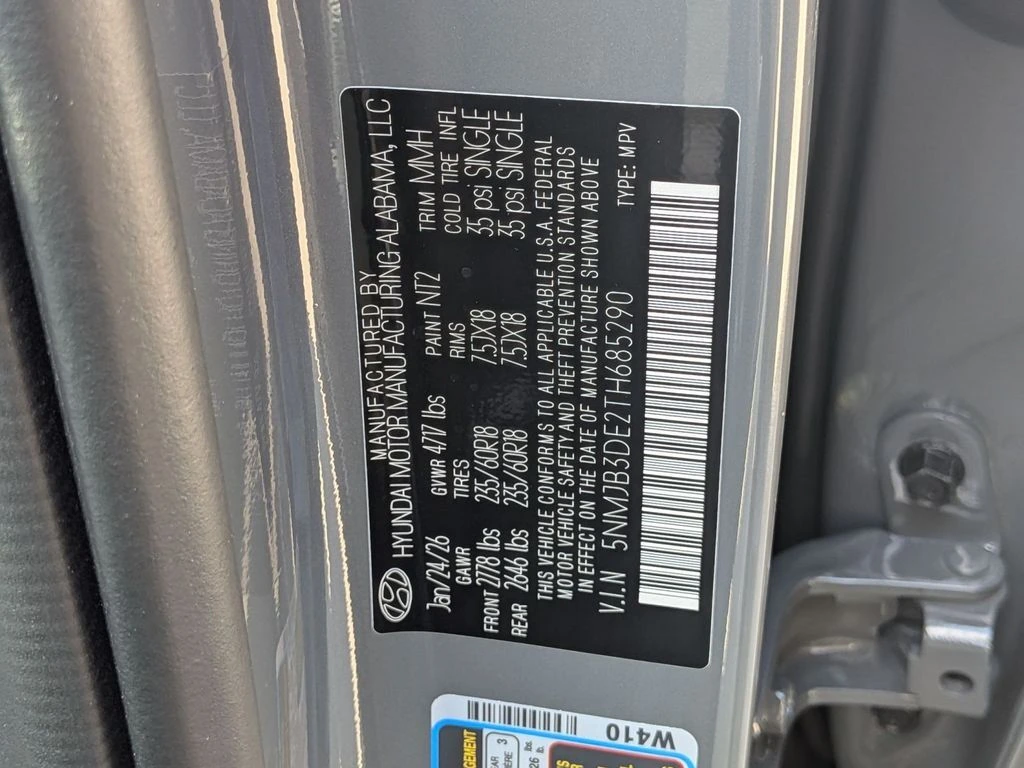 MANUFACTURED BY
HYUNDAI MOTOR MANUFACTURING-ALABAMA, LLC
Jan/24/26 GVWR 4717 lbs PAINT NT2 TRIM MMH
GAWR TIRES RIMS COLD TIRE INFL
FRONT 2778 lbs 235/60R18 7.5JX18 35 psi SINGLE
REAR 2646 lbs 235/60R18 7.5JX18 35 psi SINGLE
THIS VEHICLE CONFORMS TO ALL APPLICABLE U.S.A. FEDERAL
MOTOR VEHICLE SAFETY AND THEFT PREVENTION STANDARDS
IN EFFECT ON THE DATE OF MANUFACTURE SHOWN ABOVE
V.I.N 5NMJB3DE2TH685290 TYPE: MPV
W410
3